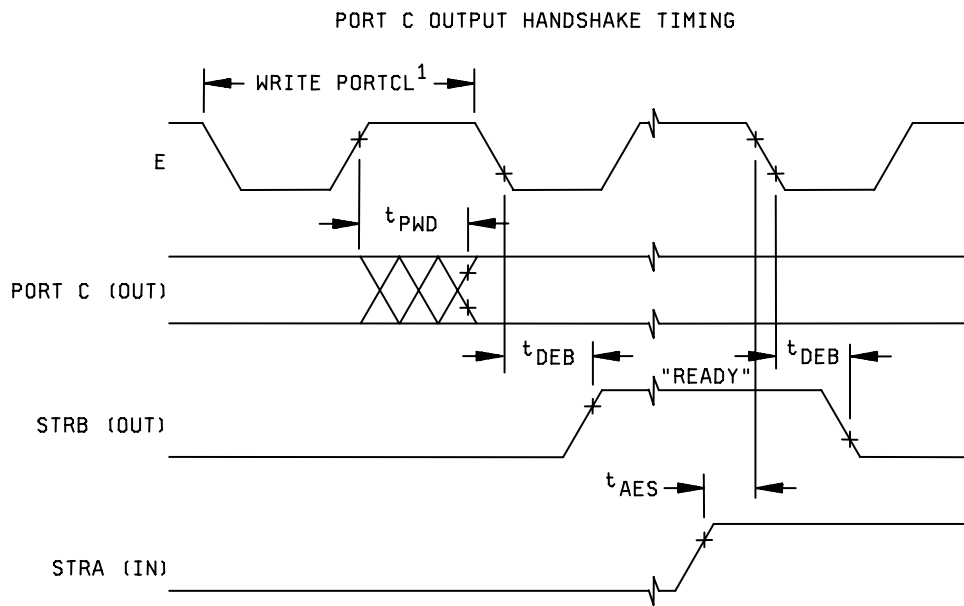 PORT C OUTPUT HANDSHAKE TIMING
WRITE PORTCL1
E
tPWD
PORT C (OUT)
tDEB
tDEB
"READY"
STRB (OUT)
tAES
STRA (IN)